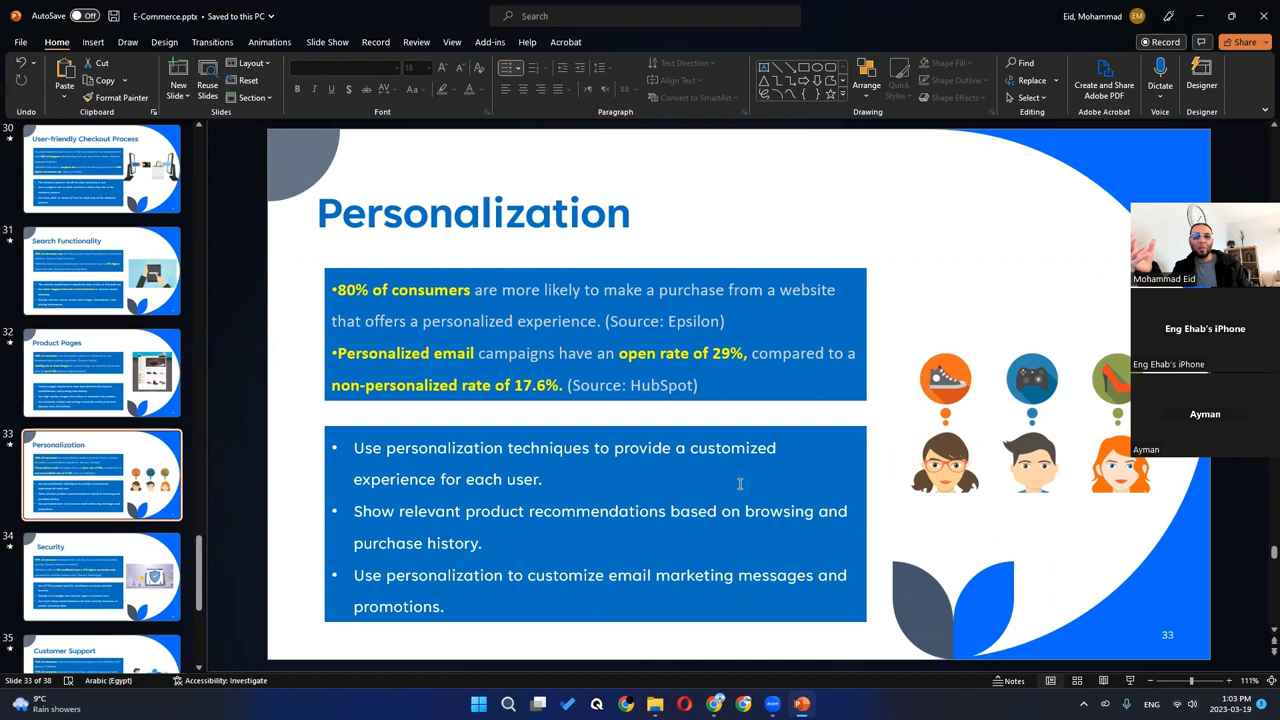 AutoSave Off E-Commerce.pptx • Saved to this PC Search Eid, Mohammad EM
File Home Insert Draw Design Transitions Animations Slide Show Record Review View Add-ins Help Acrobat Record Share
Cut Copy Format Painter Paste
New Slide Reuse Slides Layout Reset Section
18
B I U S ab AV Aa A
Text Direction Align Text Convert to SmartArt
Arrange Quick Styles Shape Fill Shape Outline Shape Effects
Find Replace Select
Create and Share Adobe PDF Dictate Designer
Undo Clipboard Slides Font Paragraph Drawing Editing Adobe Acrobat Voice Designer
30
User-friendly Checkout Process
31
Search Functionality
32
Product Pages
33
Personalization
34
Security
35
Customer Support
Personalization
•80% of consumers are more likely to make a purchase from a website
that offers a personalized experience. (Source: Epsilon)
•Personalized email campaigns have an open rate of 29%, compared to a
non-personalized rate of 17.6%. (Source: HubSpot)
• Use personalization techniques to provide a customized
experience for each user.
• Show relevant product recommendations based on browsing and
purchase history.
• Use personalization to customize email marketing messages and
promotions.
33
Mohammad Eid
Eng Ehab's iPhone
Eng Ehab's iPhone
Ayman
Ayman
Slide 33 of 38 Arabic (Egypt) Accessibility: Investigate Notes 111%
9°C
Rain showers
ENG
1:03 PM
2023-03-19